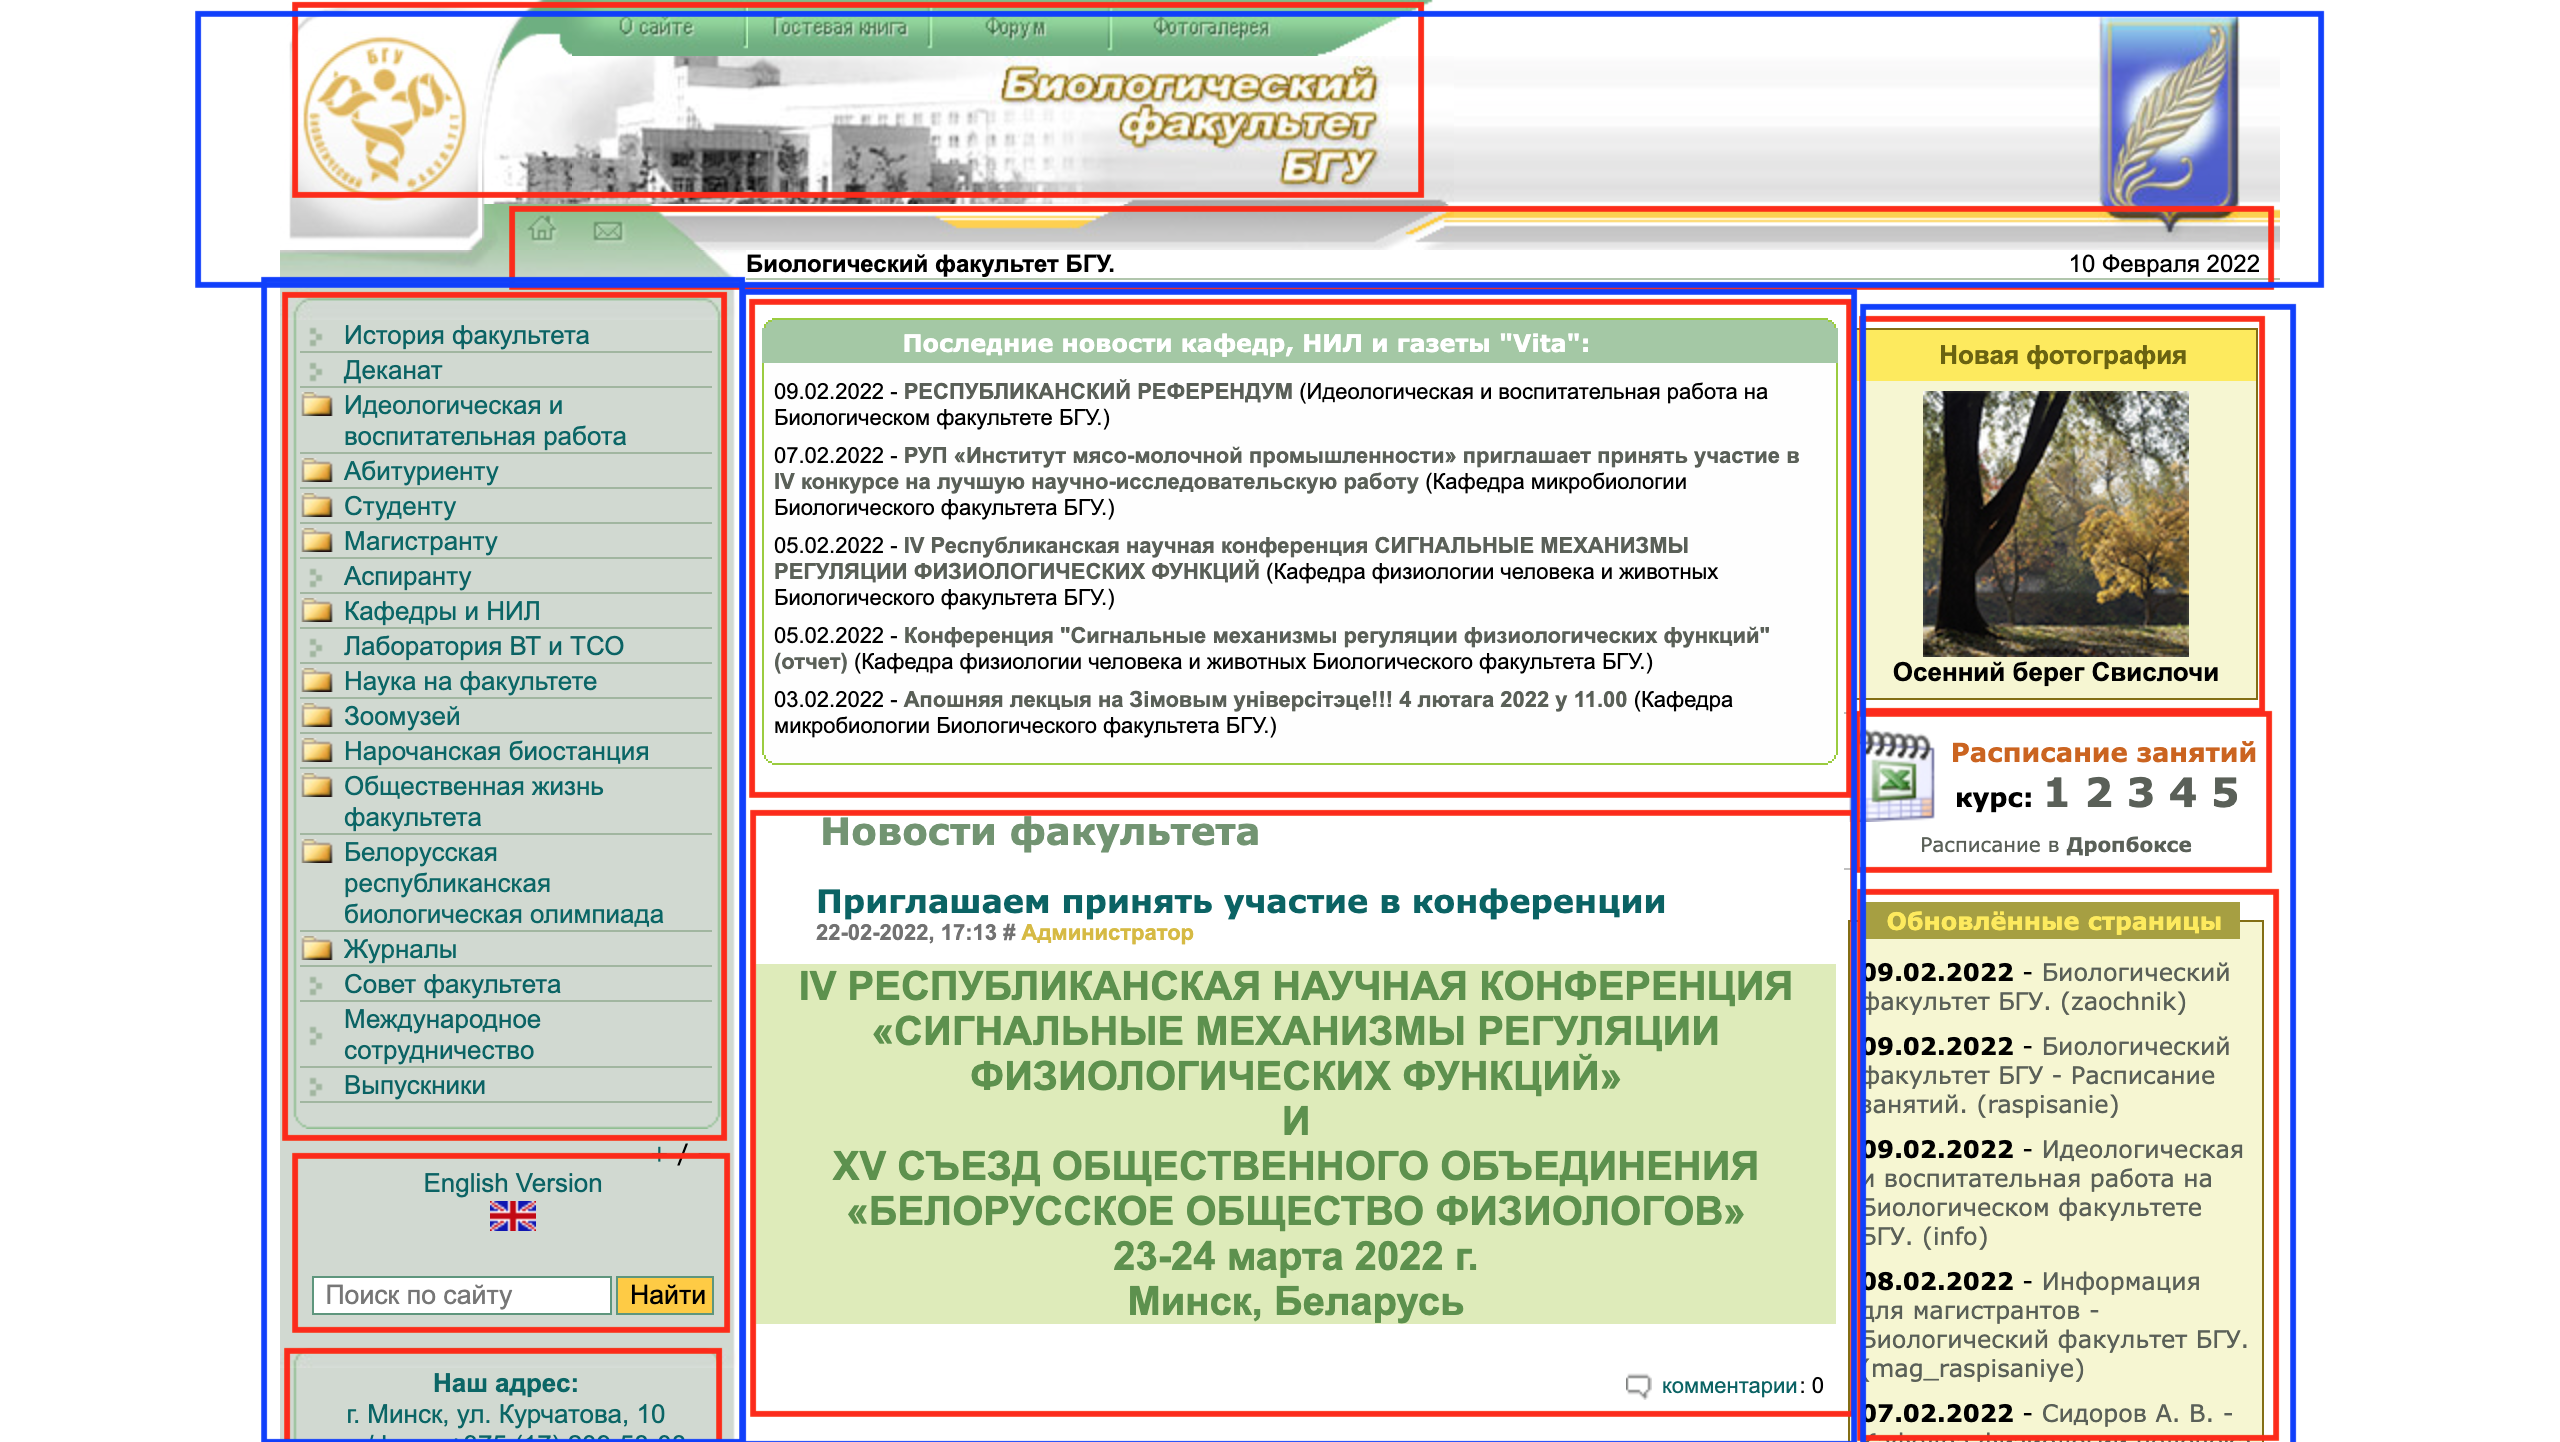 О сайте
Гостевая книга
Форум
Фотогалерея
БГУ
БИОЛОГИЧЕСКИЙ ФАКУЛЬТЕТ
Биологический
факультет
БГУ
Биологический факультет БГУ.
10 Февраля 2022
История факультета
Деканат
Идеологическая и
воспитательная работа
Абитуриенту
Студенту
Магистранту
Аспиранту
Кафедры и НИЛ
Лаборатория ВТ и ТСО
Наука на факультете
Зоомузей
Нарочанская биостанция
Общественная жизнь
факультета
Белорусская
республиканская
биологическая олимпиада
Журналы
Совет факультета
Международное
сотрудничество
Выпускники
+ /
English Version
Поиск по сайту
Найти
Наш адрес:
г. Минск, ул. Курчатова, 10
Последние новости кафедр, НИЛ и газеты "Vita":
09.02.2022 - РЕСПУБЛИКАНСКИЙ РЕФЕРЕНДУМ (Идеологическая и воспитательная работа на
Биологическом факультете БГУ.)
07.02.2022 - РУП «Институт мясо-молочной промышленности» приглашает принять участие в
IV конкурсе на лучшую научно-исследовательскую работу (Кафедра микробиологии
Биологического факультета БГУ.)
05.02.2022 - IV Республиканская научная конференция СИГНАЛЬНЫЕ МЕХАНИЗМЫ
РЕГУЛЯЦИИ ФИЗИОЛОГИЧЕСКИХ ФУНКЦИЙ (Кафедра физиологии человека и животных
Биологического факультета БГУ.)
05.02.2022 - Конференция "Сигнальные механизмы регуляции физиологических функций"
(отчет) (Кафедра физиологии человека и животных Биологического факультета БГУ.)
03.02.2022 - Апошняя лекцыя на Зімовым універсітэце!!! 4 лютага 2022 у 11.00 (Кафедра
микробиологии Биологического факультета БГУ.)
Новости факультета
Приглашаем принять участие в конференции
22-02-2022, 17:13 # Администратор
IV РЕСПУБЛИКАНСКАЯ НАУЧНАЯ КОНФЕРЕНЦИЯ
«СИГНАЛЬНЫЕ МЕХАНИЗМЫ РЕГУЛЯЦИИ
ФИЗИОЛОГИЧЕСКИХ ФУНКЦИЙ»
И
XV СЪЕЗД ОБЩЕСТВЕННОГО ОБЪЕДИНЕНИЯ
«БЕЛОРУССКОЕ ОБЩЕСТВО ФИЗИОЛОГОВ»
23-24 марта 2022 г.
Минск, Беларусь
комментарии: 0
Новая фотография
Осенний берег Свислочи
Расписание занятий
курс: 1 2 3 4 5
Расписание в Дропбоксе
Обновлённые страницы
09.02.2022 - Биологический
факультет БГУ. (zaochnik)
09.02.2022 - Биологический
факультет БГУ - Расписание
занятий. (raspisanie)
09.02.2022 - Идеологическая
и воспитательная работа на
Биологическом факультете
БГУ. (info)
08.02.2022 - Информация
для магистрантов -
Биологический факультет БГУ.
(mag_raspisaniye)
07.02.2022 - Сидоров А. В. -